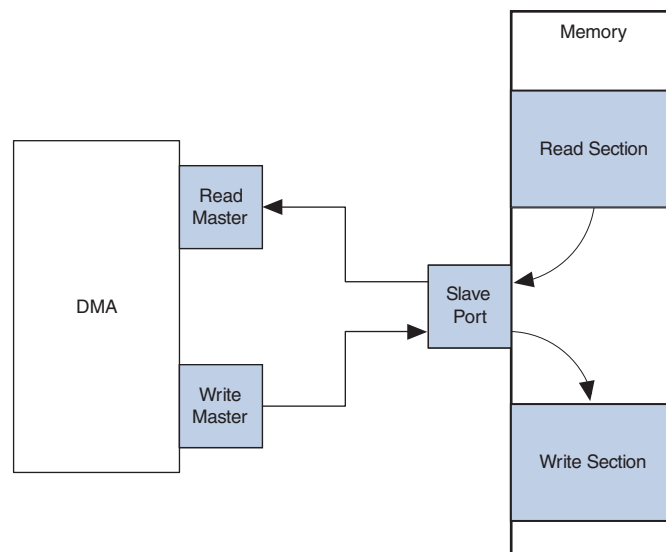 Memory
Read Section
Read
Master
DMA
Slave
Port
Write
Master
Write Section